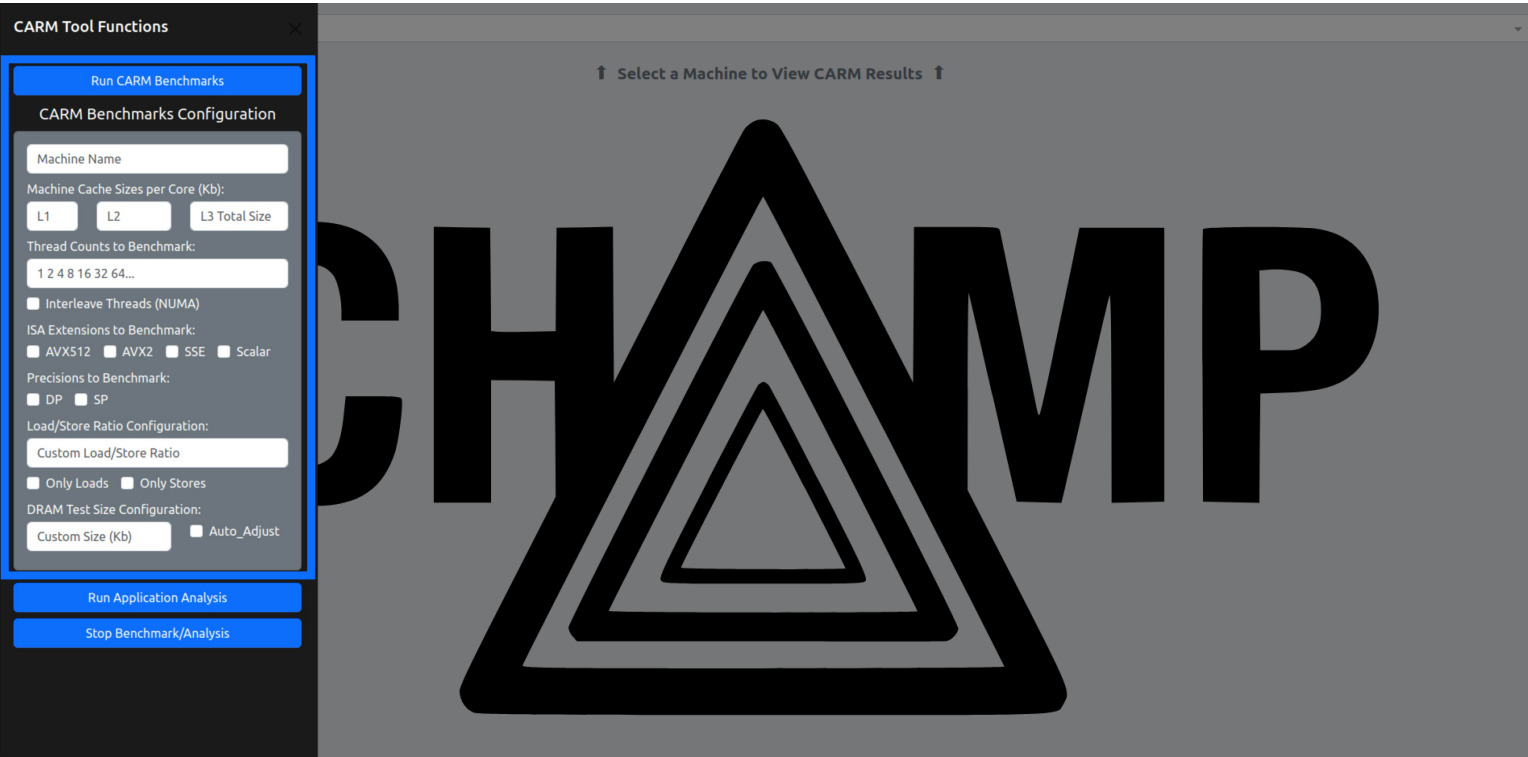 CARM Tool Functions
Run CARM Benchmarks
CARM Benchmarks Configuration
Machine Name
Machine Cache Sizes per Core (Kb):
L1 L2 L3 Total Size
Thread Counts to Benchmark:
1 2 4 8 16 32 64...
Interleave Threads (NUMA)
ISA Extensions to Benchmark:
AVX512 AVX2 SSE Scalar
Precisions to Benchmark:
DP SP
Load/Store Ratio Configuration:
Custom Load/Store Ratio
Only Loads Only Stores
DRAM Test Size Configuration:
Custom Size (Kb) Auto_Adjust
Run Application Analysis
Stop Benchmark/Analysis
⬆ Select a Machine to View CARM Results ⬆
CHAMP